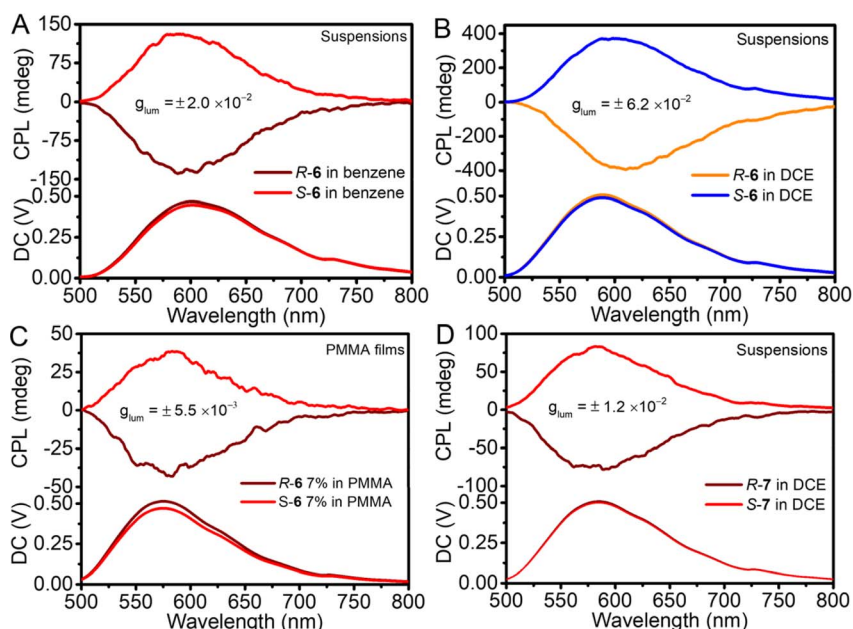 A
Suspensions
CPL (mdeg)
150
75
0
-75
-150
g_lum = ± 2.0 ×10⁻²
R-6 in benzene
S-6 in benzene
DC (V)
0.50
0.25
0.00
500 550 600 650 700 750 800
Wavelength (nm)
B
Suspensions
CPL (mdeg)
400
200
0
-200
-400
g_lum = ± 6.2 ×10⁻²
R-6 in DCE
S-6 in DCE
DC (V)
0.50
0.25
0.00
500 550 600 650 700 750 800
Wavelength (nm)
C
PMMA films
CPL (mdeg)
50
25
0
-25
-50
g_lum = ± 5.5 ×10⁻³
R-6 7% in PMMA
S-6 7% in PMMA
DC (V)
0.50
0.25
0.00
500 550 600 650 700 750 800
Wavelength (nm)
D
Suspensions
CPL (mdeg)
100
50
0
-50
-100
g_lum = ± 1.2 ×10⁻²
R-7 in DCE
S-7 in DCE
DC (V)
0.50
0.25
0.00
500 550 600 650 700 750 800
Wavelength (nm)